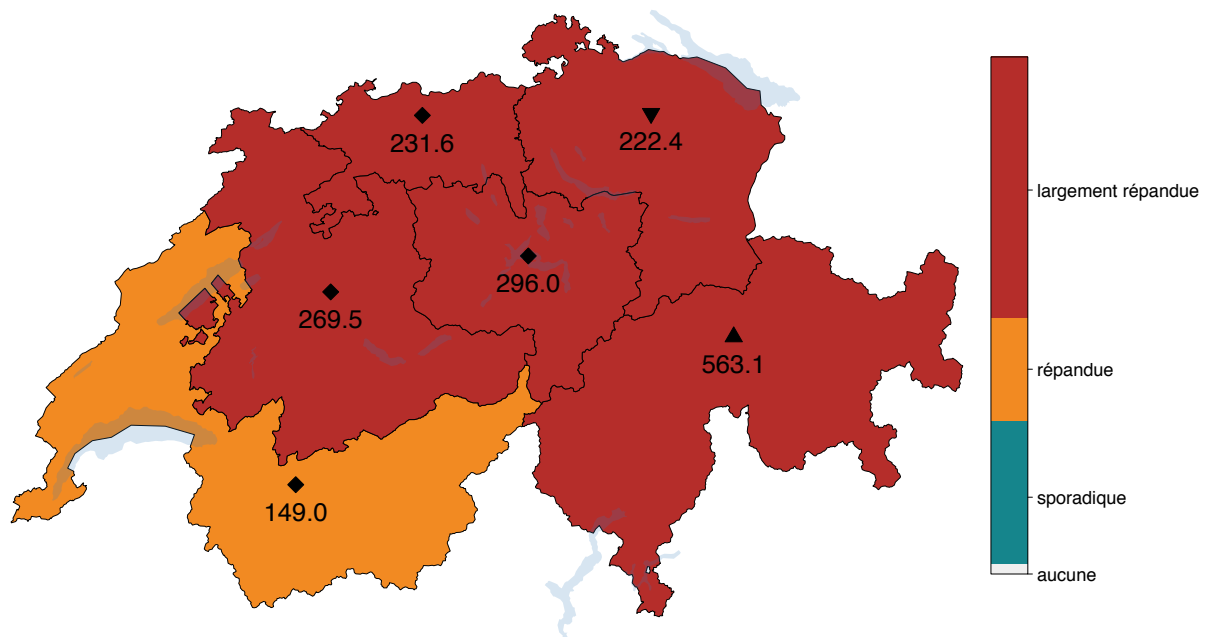 231.6
222.4
largement répandue
296.0
269.5
563.1
répandue
149.0
sporadique
aucune